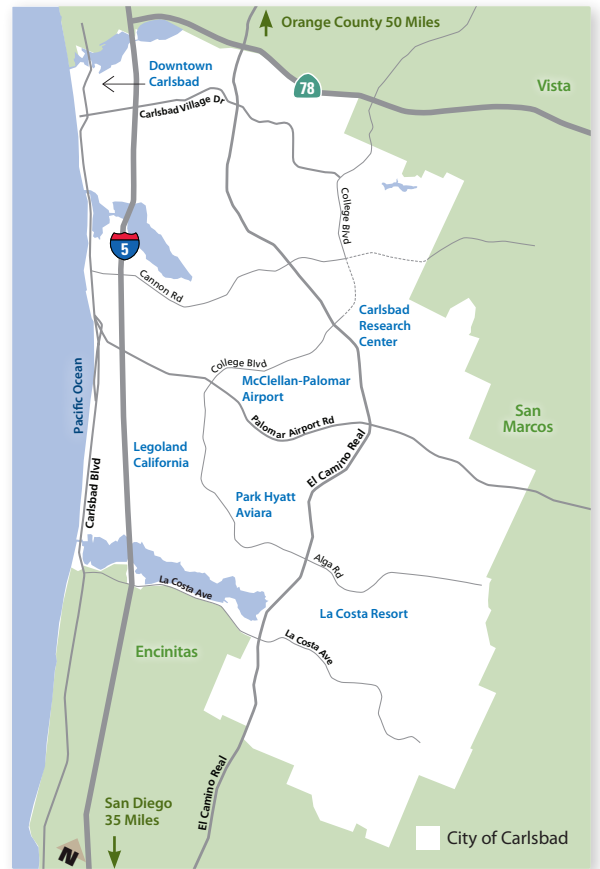 Orange County 50 Miles
Downtown
Carlsbad
78
Vista
Carlsbad Village Dr
College Blvd
5
Cannon Rd
Carlsbad
Research
Center
College Blvd
McClellan-Palomar
Airport
Pacific Ocean
Palomar Airport Rd
San
Marcos
Legoland
California
El Camino Real
Carlsbad Blvd
Park Hyatt
Aviara
Alga Rd
La Costa Ave
La Costa Resort
La Costa Ave
Encinitas
El Camino Real
San Diego
35 Miles
N
City of Carlsbad